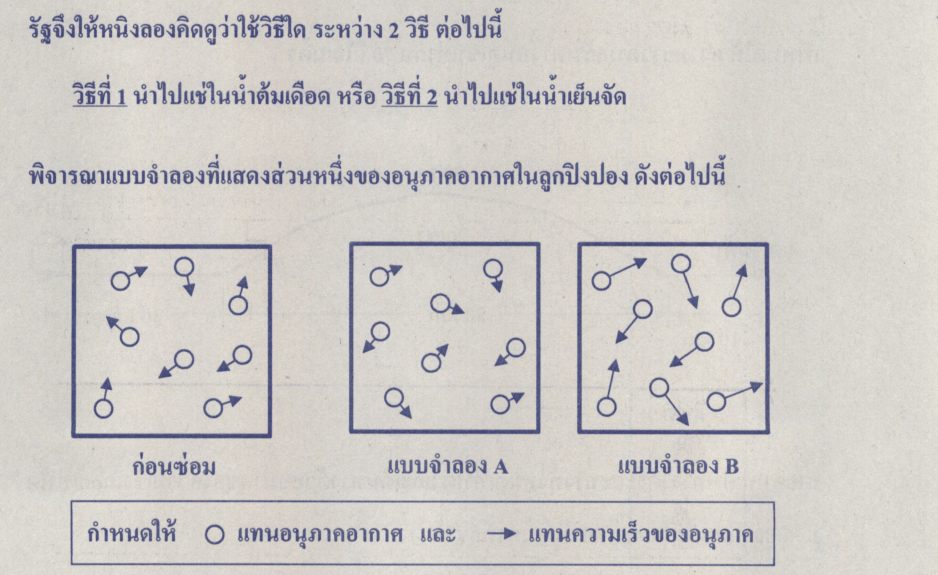 รัฐจึงให้หนิงลองคิดดูว่าใช้วิธีใด ระหว่าง 2 วิธี ต่อไปนี้
วิธีที่ 1 นำไปแช่ในน้ำต้มเดือด หรือ วิธีที่ 2 นำไปแช่ในน้ำเย็นจัด
พิจารณาแบบจำลองที่แสดงส่วนหนึ่งของอนุภาคอากาศในลูกปิงปอง ดังต่อไปนี้
ก่อนซ่อม แบบจำลอง A แบบจำลอง B
กำหนดให้ แทนอนุภาคอากาศ และ แทนความเร็วของอนุภาค